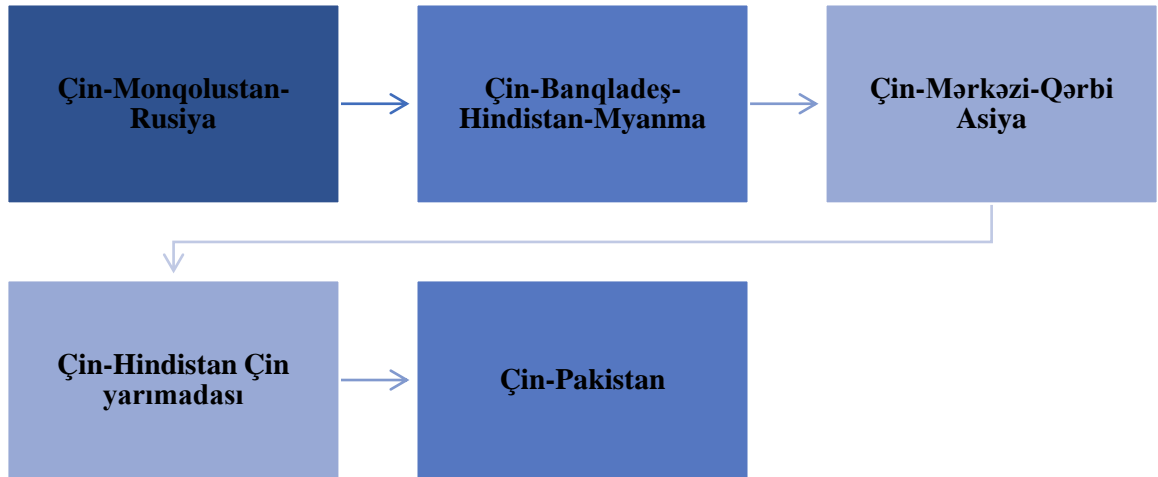 Çin-Monqolustan-
Rusiya
Çin-Banqladeş-
Hindistan-Myanma
Çin-Mərkəzi-Qərbi
Asiya
Çin-Hindistan Çin
yarımadası
Çin-Pakistan